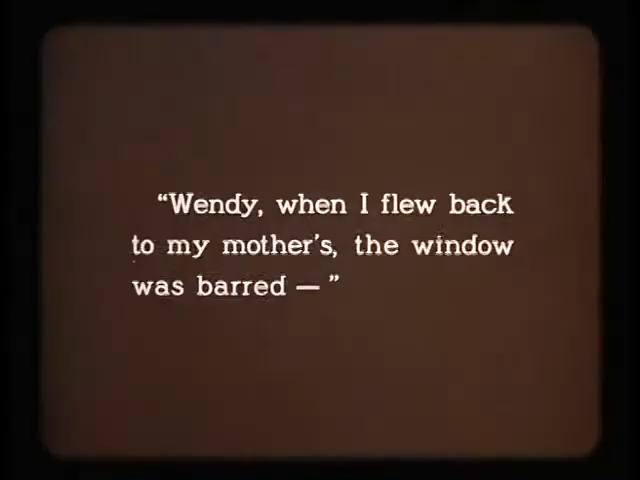 “Wendy, when I flew back
to my mother’s, the window
was barred — ”